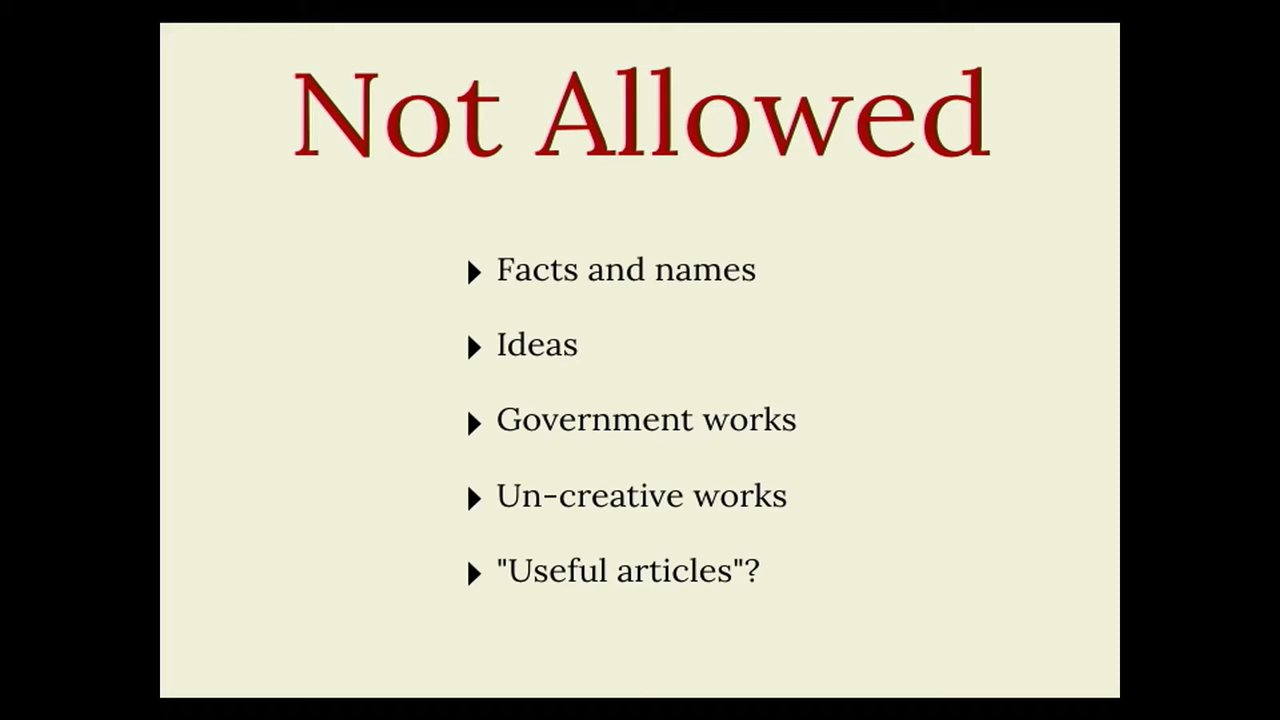 Not Allowed
Facts and names
Ideas
Government works
Un-creative works
"Useful articles"?